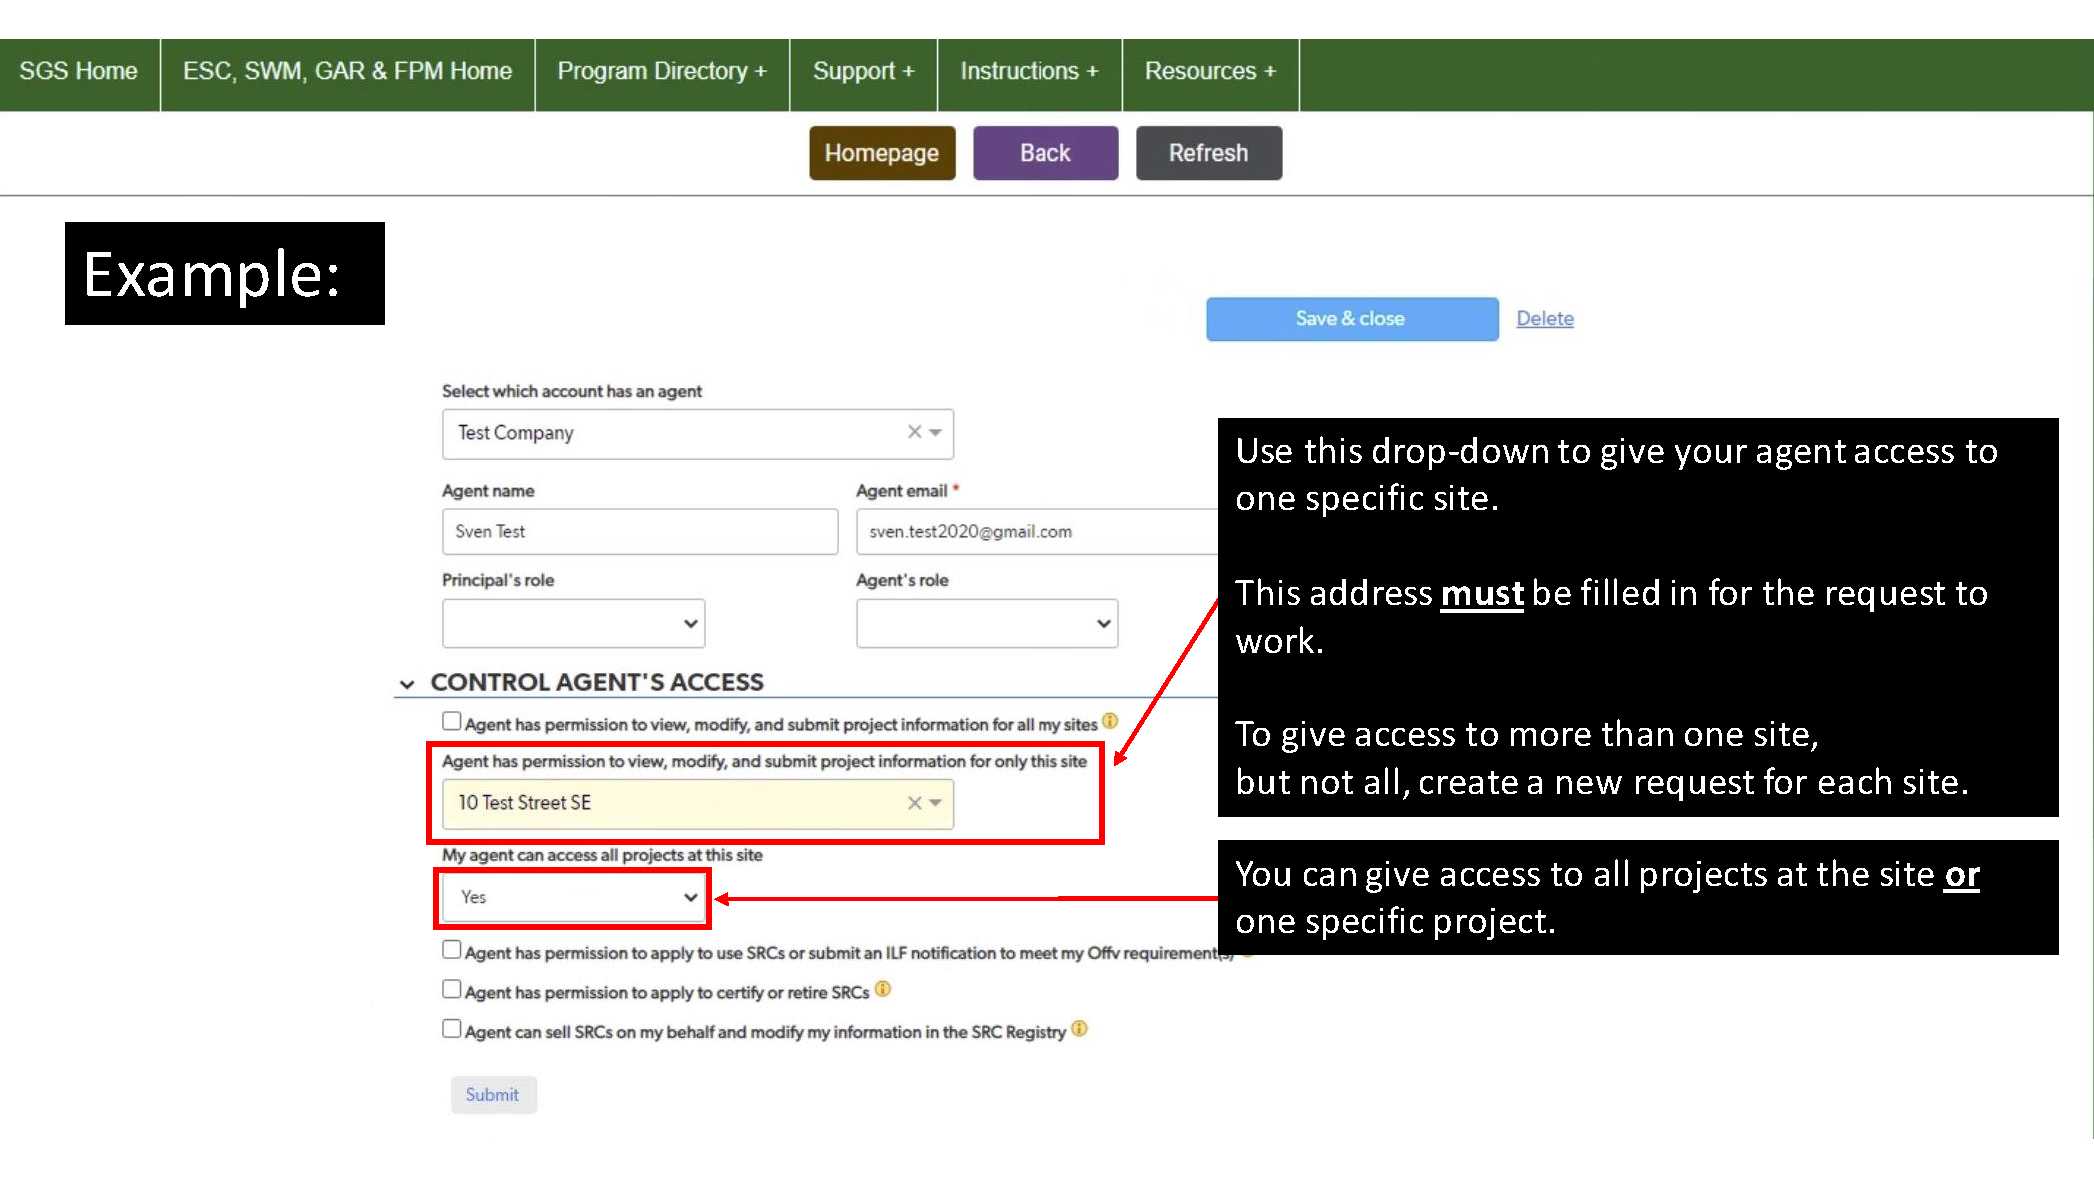 SGS Home ESC, SWM, GAR & FPM Home Program Directory + Support + Instructions + Resources +
Homepage Back Refresh
Example:
Save & close Delete
Select which account has an agent
Test Company
Agent name Agent email *
Sven Test sven.test2020@gmail.com
Principal's role Agent's role
CONTROL AGENT'S ACCESS
Agent has permission to view, modify, and submit project information for all my sites
Agent has permission to view, modify, and submit project information for only this site
10 Test Street SE
My agent can access all projects at this site
Yes
Agent has permission to apply to use SRCs or submit an ILF notification to meet my Offv requirement(s)
Agent has permission to apply to certify or retire SRCs
Agent can sell SRCs on my behalf and modify my information in the SRC Registry
Submit
Use this drop-down to give your agent access to
one specific site.
This address must be filled in for the request to
work.
To give access to more than one site,
but not all, create a new request for each site.
You can give access to all projects at the site or
one specific project.